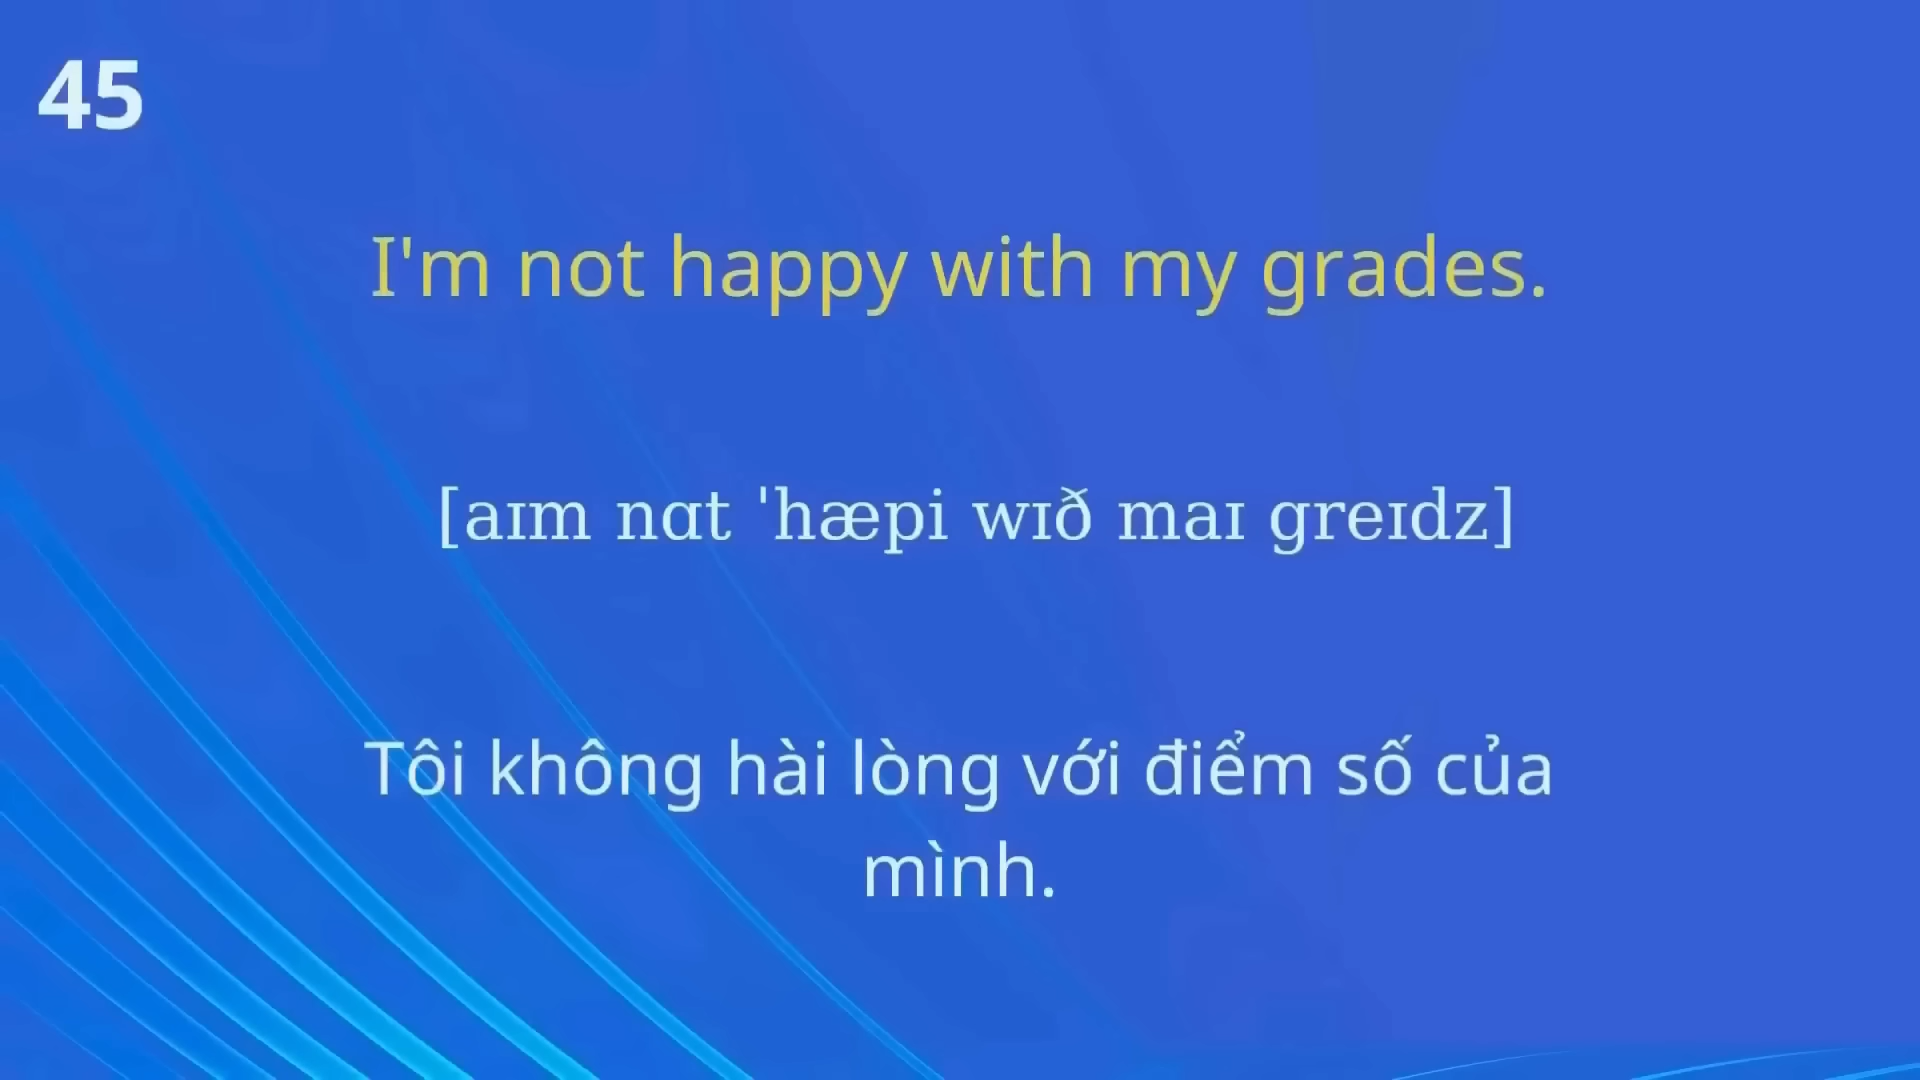 45
I'm not happy with my grades.
[aɪm nɑt ˈhæpi wɪð maɪ greɪdz]
Tôi không hài lòng với điểm số của
mình.